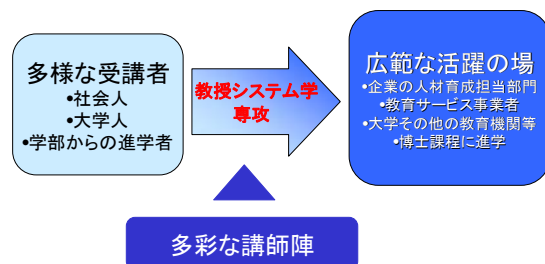 多様な受講者
•社会人
•大学人
•学部からの進学者
教授システム学
専攻
広範な活躍の場
•企業の人材育成担当部門
•教育サービス事業者
•大学その他の教育機関等
•博士課程に進学
多彩な講師陣